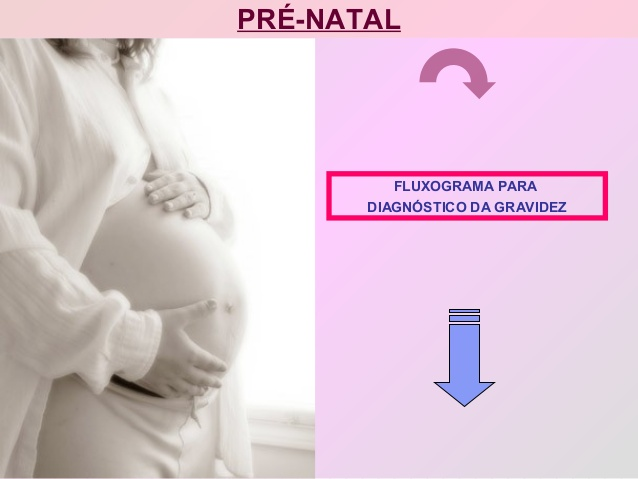 PRÉ-NATAL
FLUXOGRAMA PARA
DIAGNÓSTICO DA GRAVIDEZ